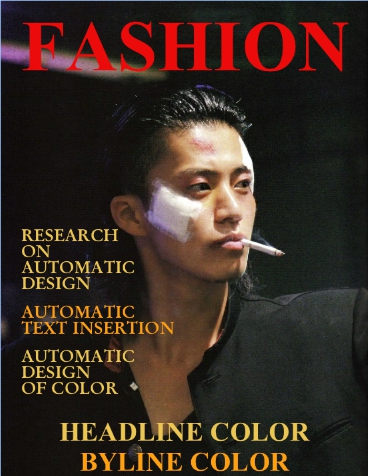 FASHION
RESEARCH
ON
AUTOMATIC
DESIGN
AUTOMATIC
TEXT INSERTION
AUTOMATIC
DESIGN
OF COLOR
HEADLINE COLOR
BYLINE COLOR